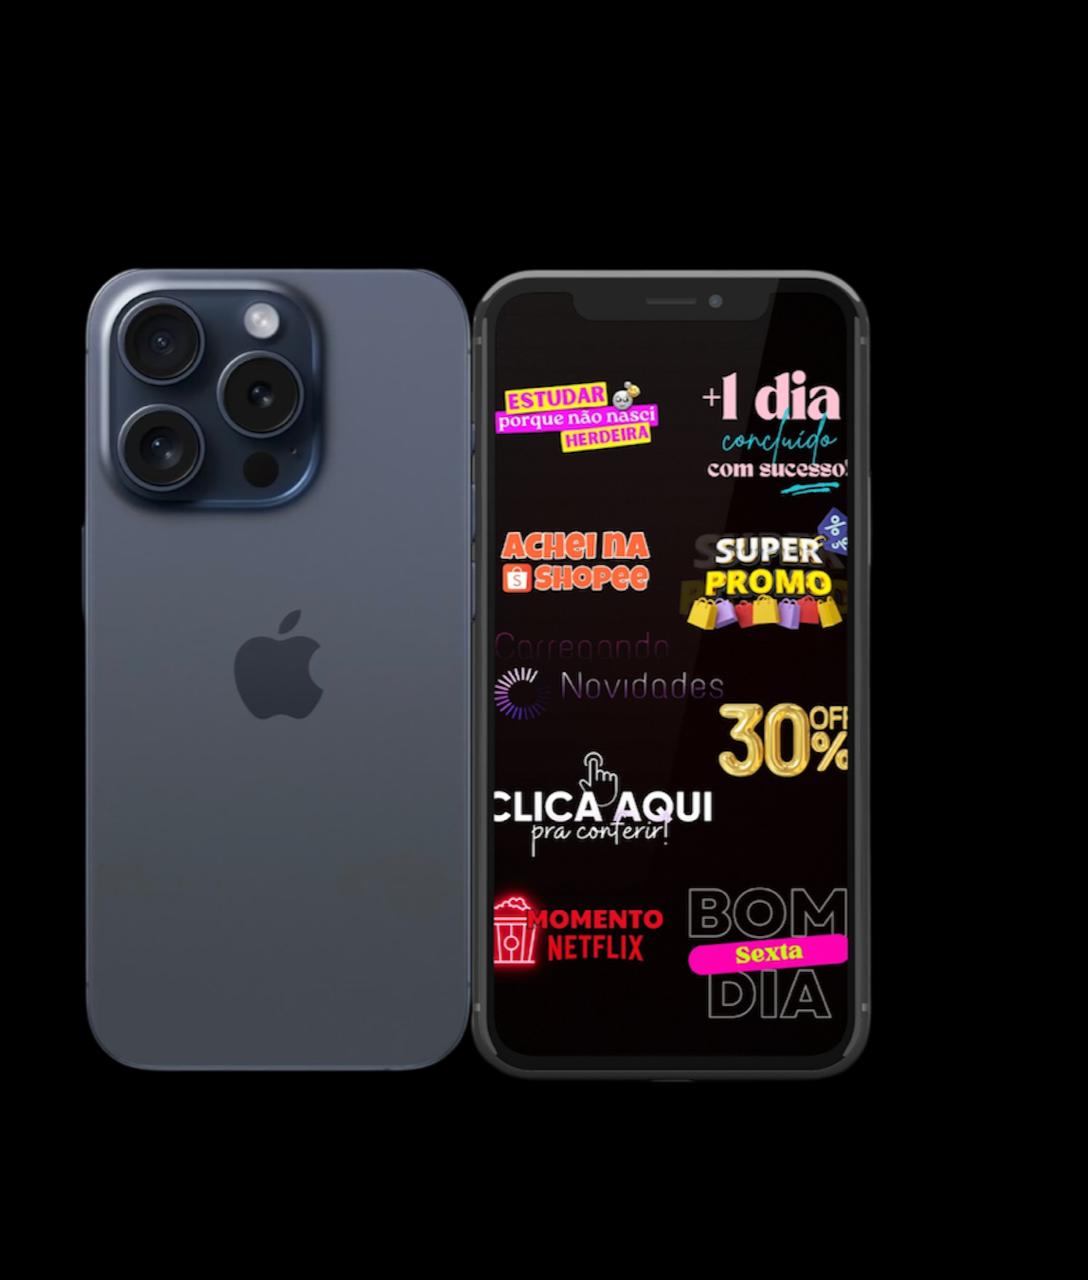 ESTUDAR
porque não nasci
HERDEIRA
+1 dia
concluído
com sucesso!
ACHEI NA
SHOPEE
SUPER
PROMO
Carregando
Novidades
30% OFF
CLICA AQUI
pra conferir!
MOMENTO
NETFLIX
BOM
Sexta
DIA